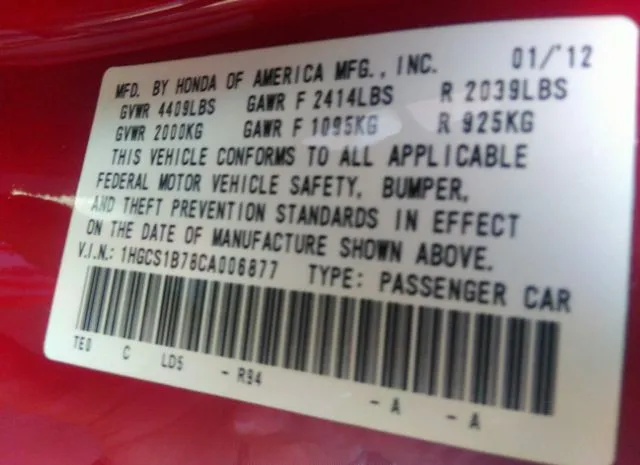 MFD. BY HONDA OF AMERICA MFG., INC. 01/'12
GVWR 4409LBS GAWR F 2414LBS R 2039LBS
GVWR 2000KG GAWR F 1095KG R 925KG
THIS VEHICLE CONFORMS TO ALL APPLICABLE
FEDERAL MOTOR VEHICLE SAFETY, BUMPER,
AND THEFT PREVENTION STANDARDS IN EFFECT
ON THE DATE OF MANUFACTURE SHOWN ABOVE.
V.I.N.: 1HGCS1B78CA006877 TYPE: PASSENGER CAR
TE0 C LD5 - R94 - A - A